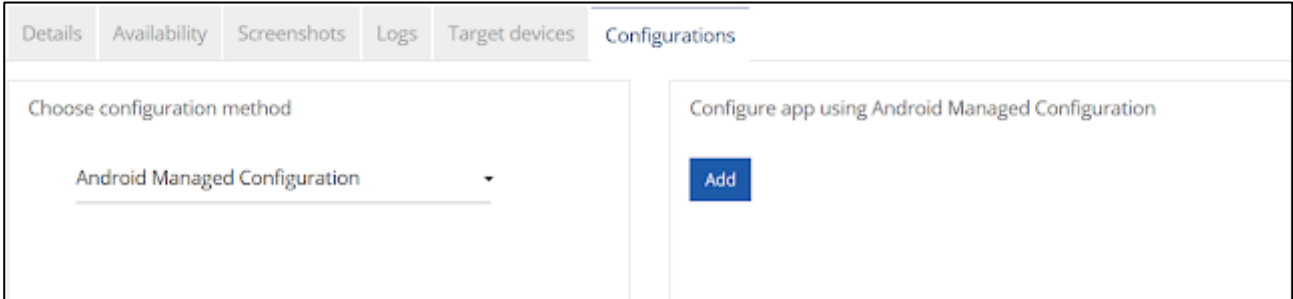 Details Availability Screenshots Logs Target devices Configurations
Choose configuration method
Android Managed Configuration
Configure app using Android Managed Configuration
Add